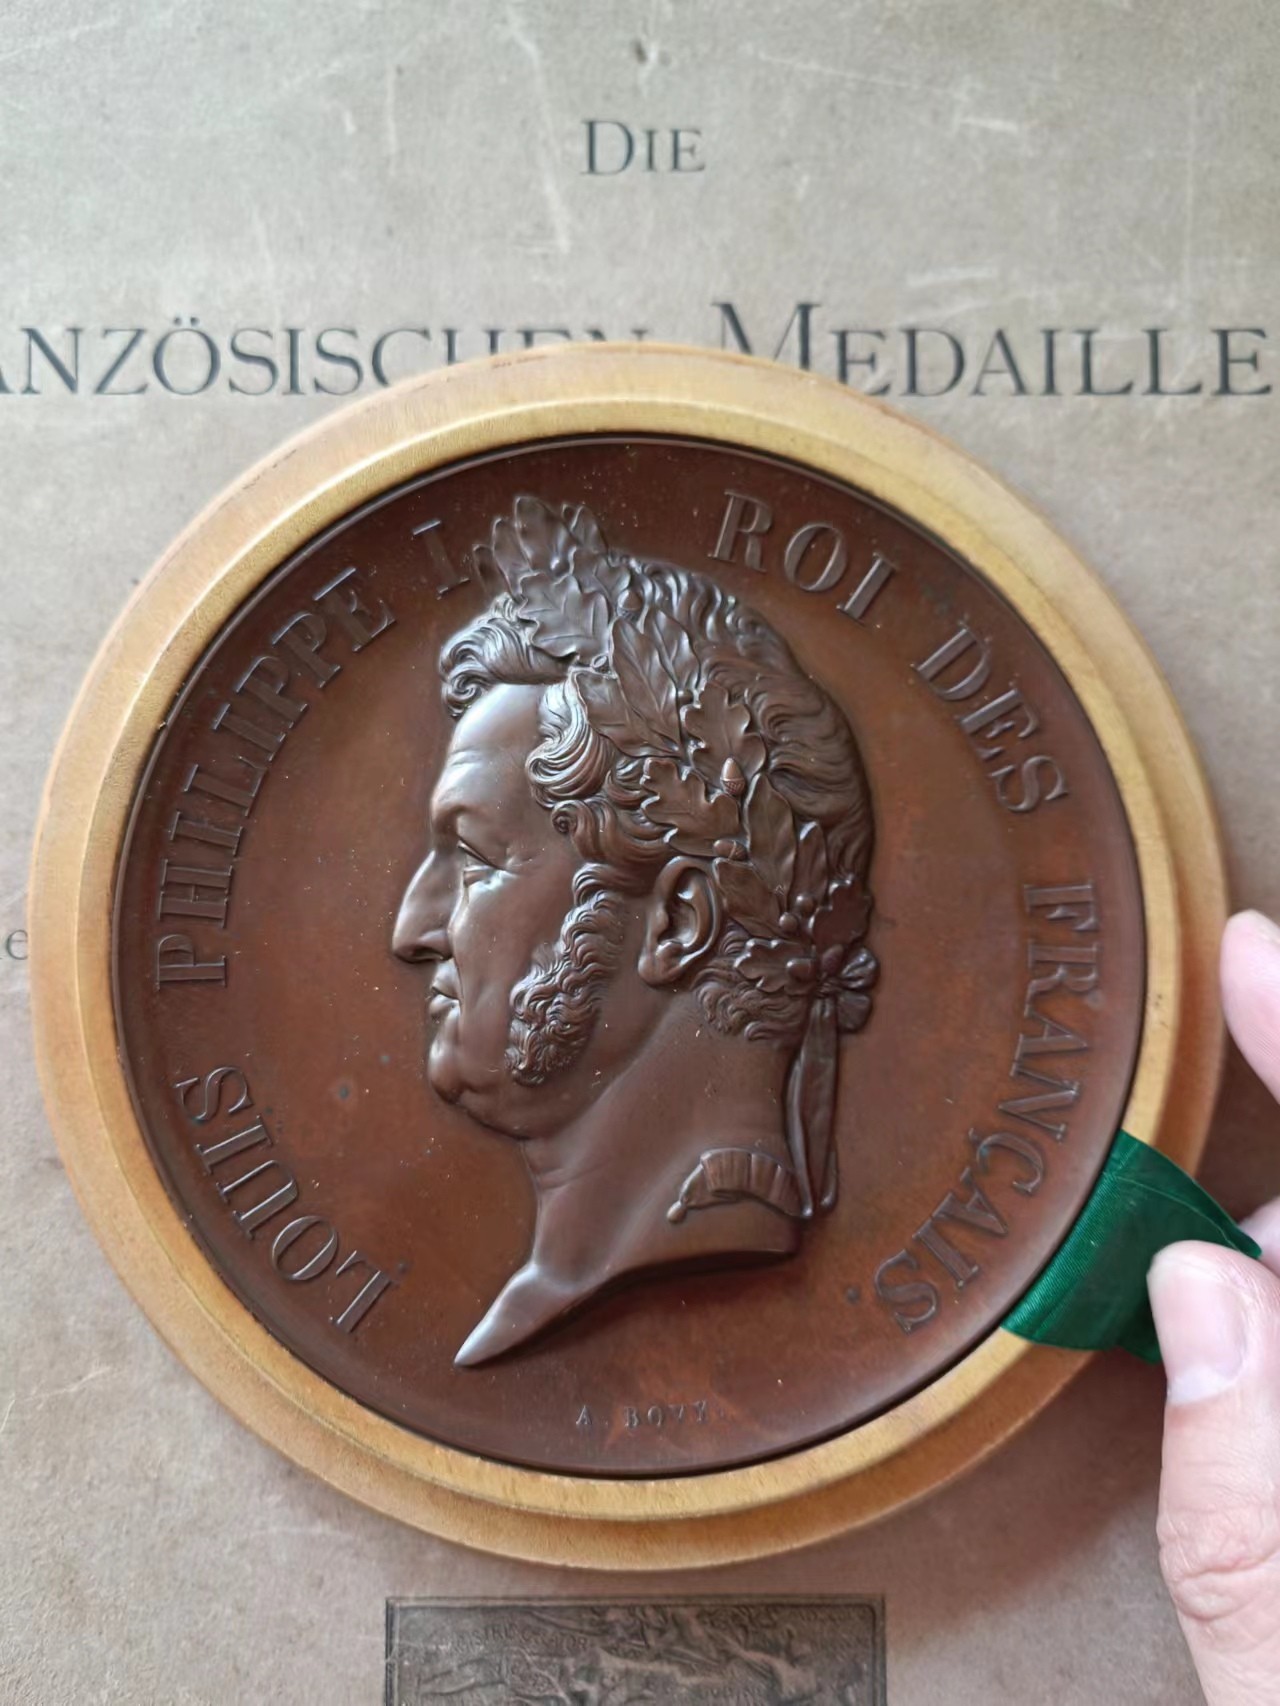 DIE
ANZÖSISCHEN MEDAILLE
LOUIS PHILIPPE I. ROI DES FRANÇAIS.
A. BOVY.